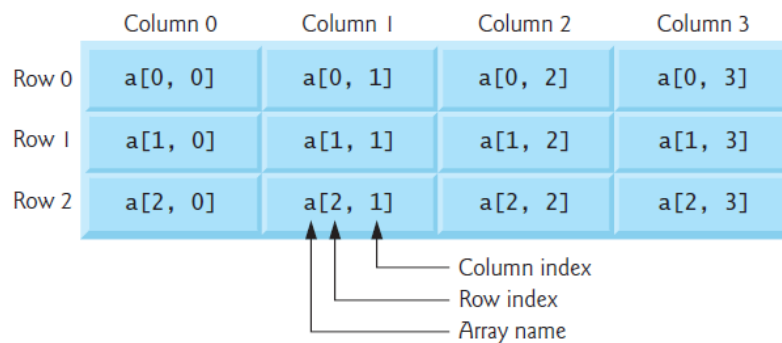 Column 0 Column 1 Column 2 Column 3
Row 0 a[0, 0] a[0, 1] a[0, 2] a[0, 3]
Row 1 a[1, 0] a[1, 1] a[1, 2] a[1, 3]
Row 2 a[2, 0] a[2, 1] a[2, 2] a[2, 3]
Column index
Row index
Array name